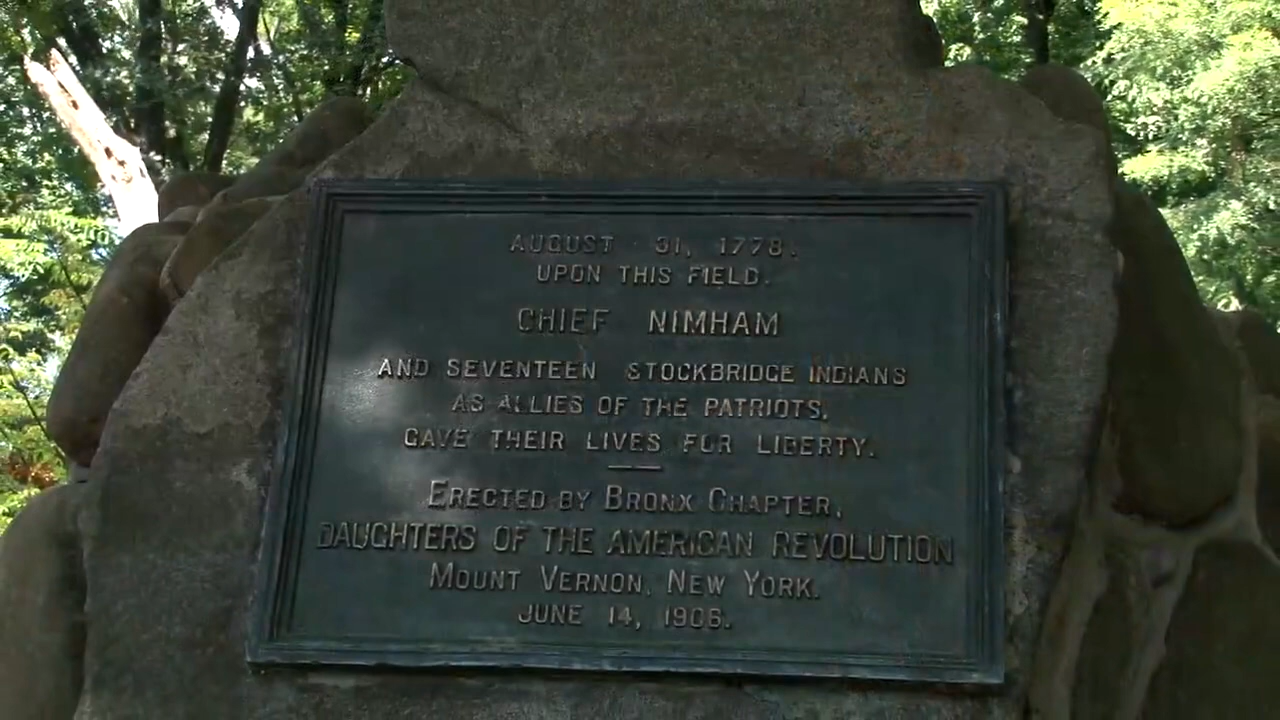 AUGUST 31, 1778.
UPON THIS FIELD.
CHIEF NIMHAM
AND SEVENTEEN STOCKBRIDGE INDIANS
AS ALLIES OF THE PATRIOTS,
GAVE THEIR LIVES FOR LIBERTY.
ERECTED BY BRONX CHAPTER,
DAUGHTERS OF THE AMERICAN REVOLUTION
MOUNT VERNON, NEW YORK.
JUNE 14, 1906.